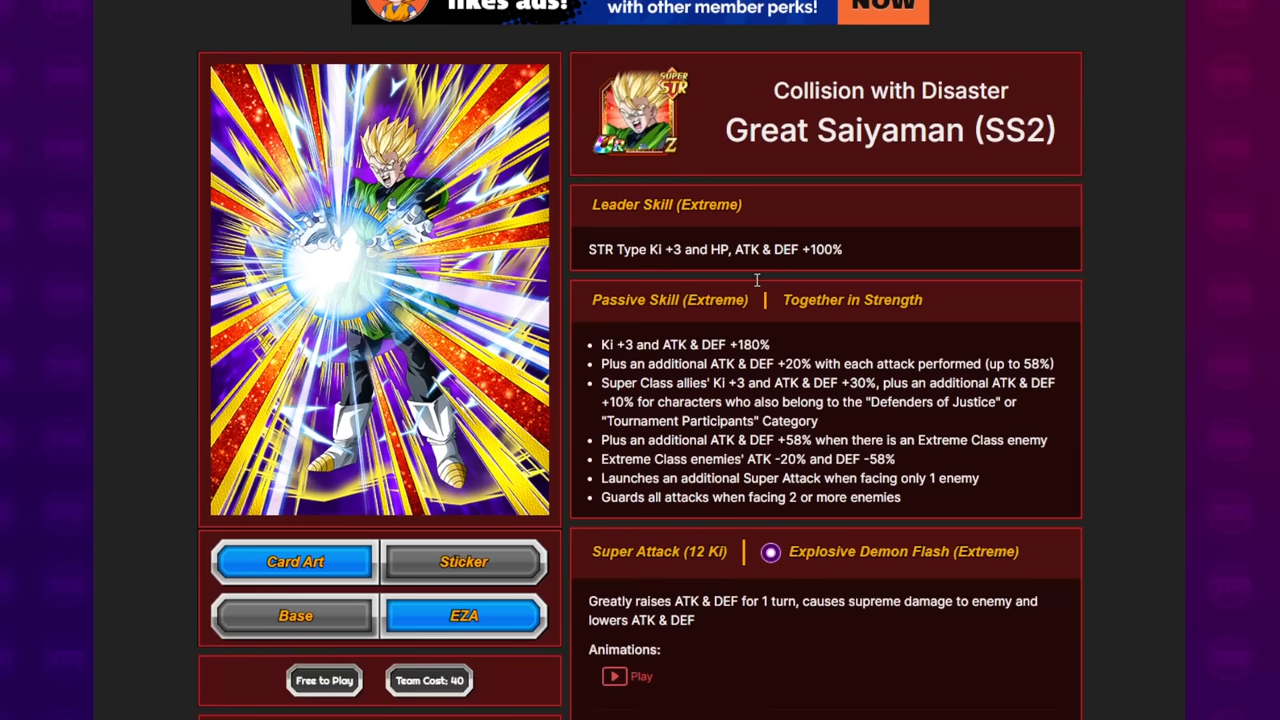 likes ads!
with other member perks!
NOW
SUPER
STR
UR
Z
Collision with Disaster
Great Saiyaman (SS2)
Leader Skill (Extreme)
STR Type Ki +3 and HP, ATK & DEF +100%
Passive Skill (Extreme) | Together in Strength
• Ki +3 and ATK & DEF +180%
• Plus an additional ATK & DEF +20% with each attack performed (up to 58%)
• Super Class allies' Ki +3 and ATK & DEF +30%, plus an additional ATK & DEF
+10% for characters who also belong to the "Defenders of Justice" or
"Tournament Participants" Category
• Plus an additional ATK & DEF +58% when there is an Extreme Class enemy
• Extreme Class enemies' ATK -20% and DEF -58%
• Launches an additional Super Attack when facing only 1 enemy
• Guards all attacks when facing 2 or more enemies
Super Attack (12 Ki) | Explosive Demon Flash (Extreme)
Greatly raises ATK & DEF for 1 turn, causes supreme damage to enemy and
lowers ATK & DEF
Animations:
Play
Card Art
Sticker
Base
EZA
Free to Play
Team Cost: 40